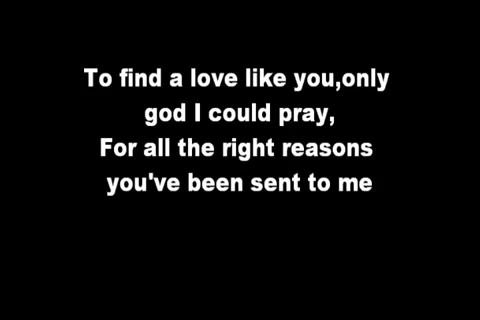 To find a love like you,only
god I could pray,
For all the right reasons
you've been sent to me